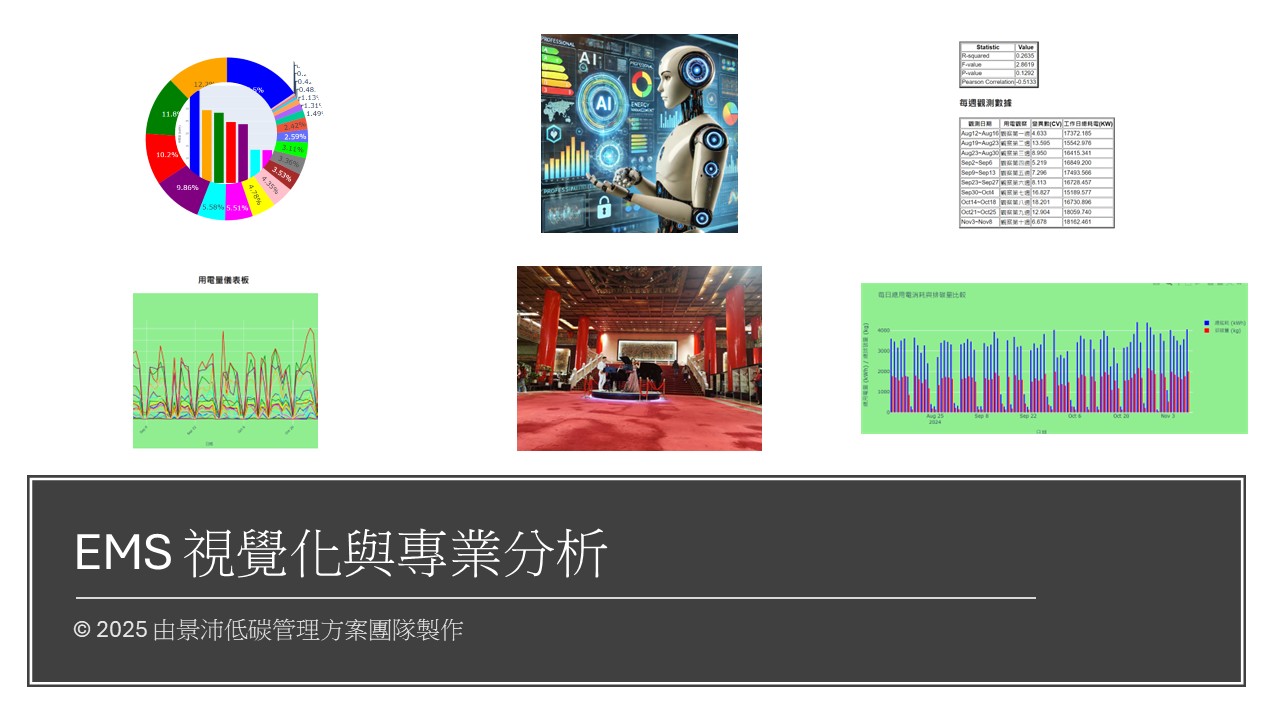 12.2%
11.8%
10.2%
9.86%
5.58%
5.51%
4.78%
4.35%
3.53%
3.36%
3.11%
2.59%
2.42%
1.49%
1.31%
1.13%
PROFESSIONAL
AI
PROFESSIONAL
AI
ENERGY
Statistic Value
R-squared 0.2635
F-value 2.8619
P-value 0.1292
Pearson Correlation -0.5133
每週觀測數據
觀測日期 用電觀察 變異數(CV) 工作日總耗電(KW)
Aug12~Aug16 觀察第一週 4.633 17372.185
Aug19~Aug23 觀察第二週 13.595 15542.976
Aug23~Aug30 觀察第三週 8.950 16415.341
Sep2~Sep6 觀察第四週 5.219 16849.200
Sep9~Sep13 觀察第五週 7.296 17493.566
Sep23~Sep27 觀察第六週 8.113 16728.457
Sep30~Oct4 觀察第七週 16.827 15189.577
Oct14~Oct18 觀察第八週 18.201 16730.896
Oct21~Oct25 觀察第九週 12.904 18059.740
Nov3~Nov8 觀察第十週 6.678 18162.461
用電量儀表板
日期
每日總用電消耗與排碳量比較
4000
3000
2000
1000
0
Aug 25
2024
Sep 8
Sep 22
Oct 6
Oct 20
Nov 3
日期
總能耗 (kWh)
排碳量 (kg)
EMS 視覺化與專業分析
© 2025 由景沛低碳管理方案團隊製作